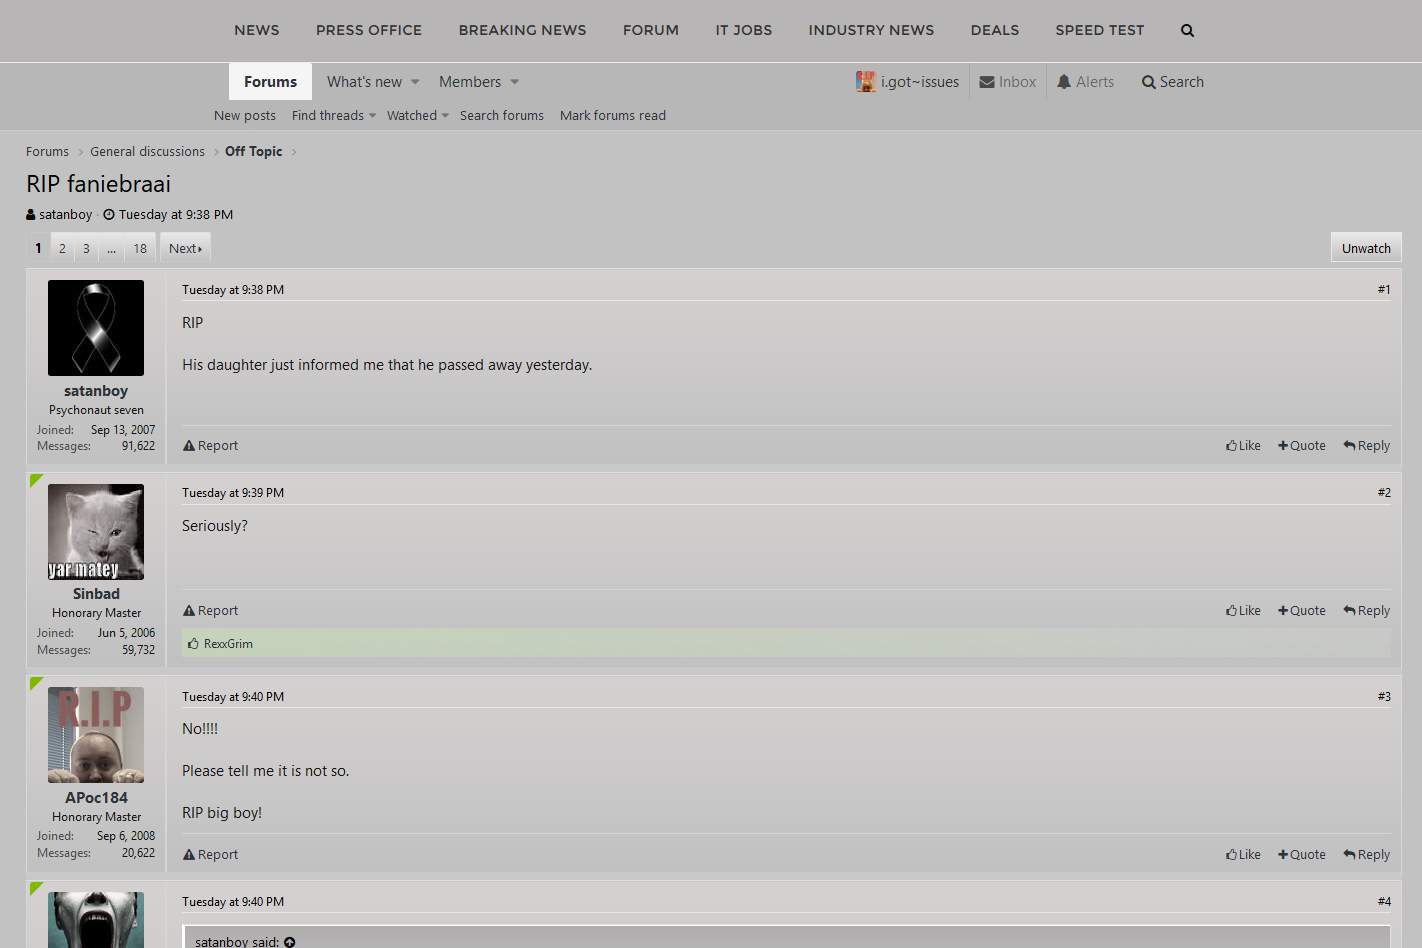 NEWS PRESS OFFICE BREAKING NEWS FORUM IT JOBS INDUSTRY NEWS DEALS SPEED TEST
Forums What's new Members i.got~issues Inbox Alerts Search
New posts Find threads Watched Search forums Mark forums read
Forums General discussions Off Topic
RIP faniebraai
satanboy · Tuesday at 9:38 PM
1 2 3 ... 18 Next Unwatch
Tuesday at 9:38 PM #1
RIP
His daughter just informed me that he passed away yesterday.
satanboy
Psychonaut seven
Joined: Sep 13, 2007
Messages: 91,622
Report Like Quote Reply
Tuesday at 9:39 PM #2
Seriously?
yar matey
Sinbad
Honorary Master
Joined: Jun 5, 2006
Messages: 59,732
Report Like Quote Reply
RexxGrim
Tuesday at 9:40 PM #3
R.I.P
No!!!!
Please tell me it is not so.
RIP big boy!
APoc184
Honorary Master
Joined: Sep 6, 2008
Messages: 20,622
Report Like Quote Reply
Tuesday at 9:40 PM #4
satanboy said: